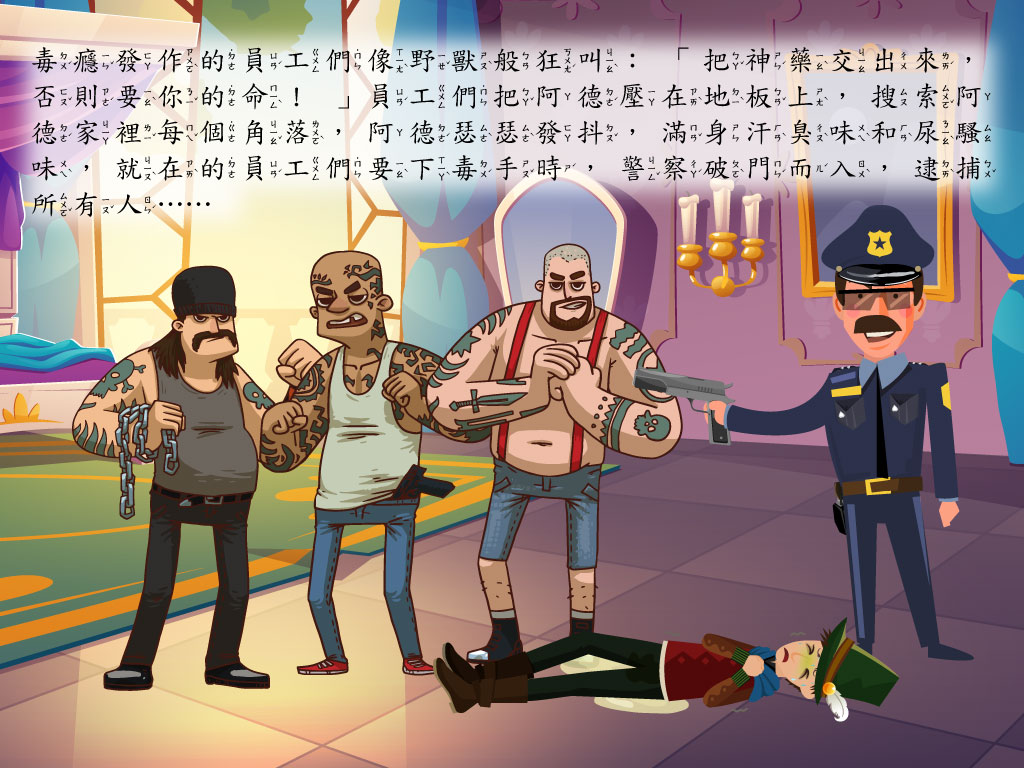 毒癮發作的員工們像野獸般狂叫：「把神藥交出來，
否則要你的命！」員工們把阿德壓在地板上，搜索阿
德家裡每個角落，阿德瑟瑟發抖，滿身汗臭味和尿騷
味，就在的員工們要下毒手時，警察破門而入，逮捕
所有人⋯⋯